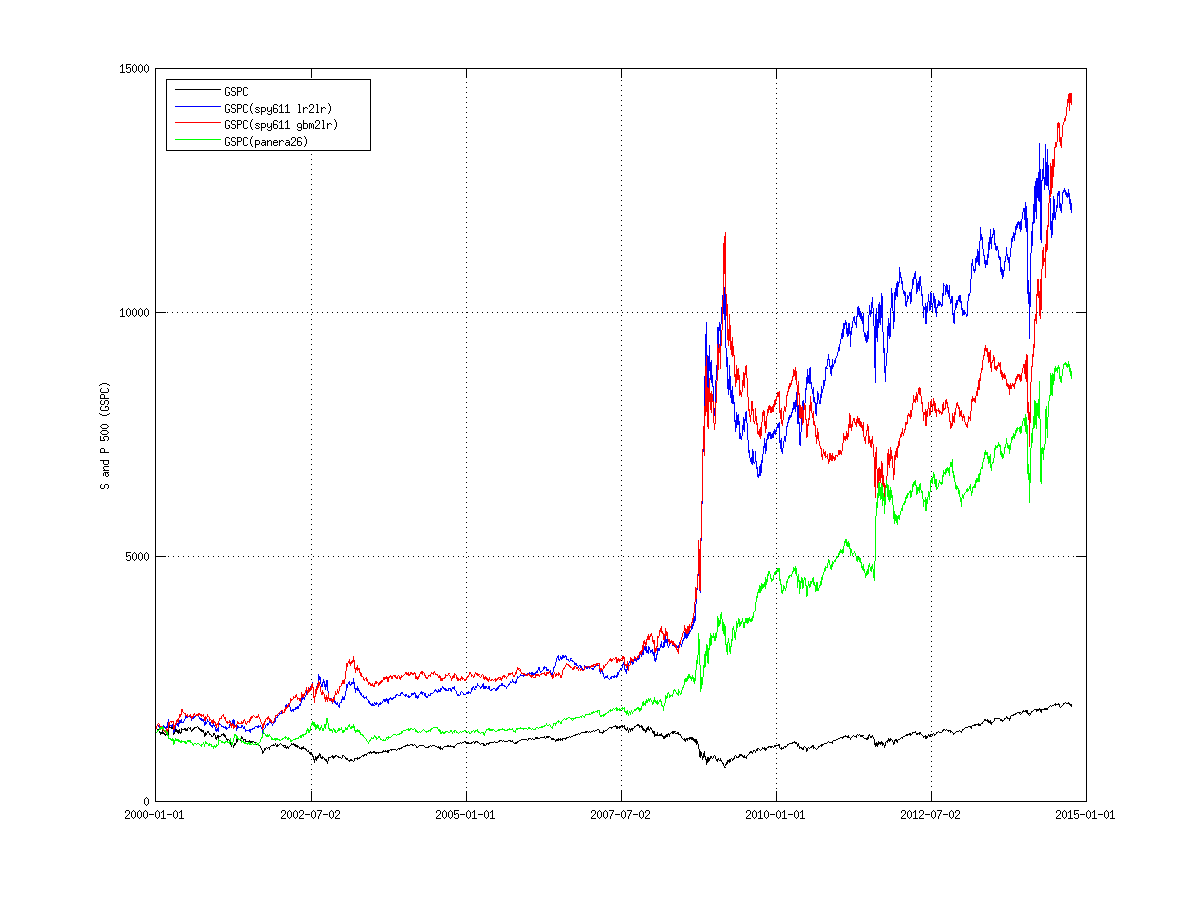 15000
GSPC
GSPC(spy611 lr2lr)
GSPC(spy611 gbm2lr)
GSPC(panera26)
10000
S and P 500 (GSPC)
5000
0
2000-01-01 2002-07-02 2005-01-01 2007-07-02 2010-01-01 2012-07-02 2015-01-01